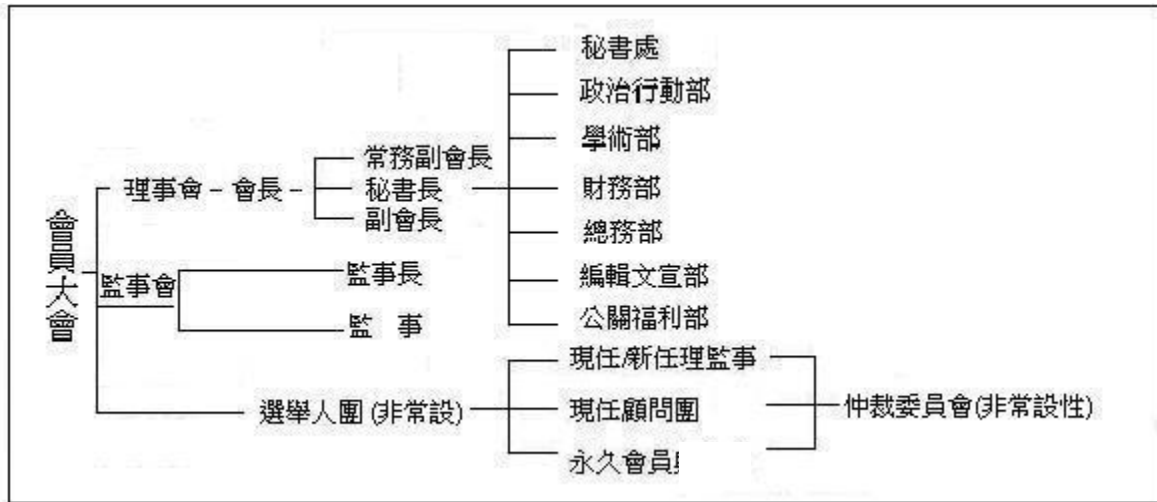 會員大會
理事會 - 會長 -
常務副會長
秘書長
副會長
秘書處
政治行動部
學術部
財務部
總務部
編輯文宣部
公關福利部
監事會
監事長
監 事
選舉人團 (非常設)
現任/新任理監事
現任顧問團
永久會員
仲裁委員會(非常設性)